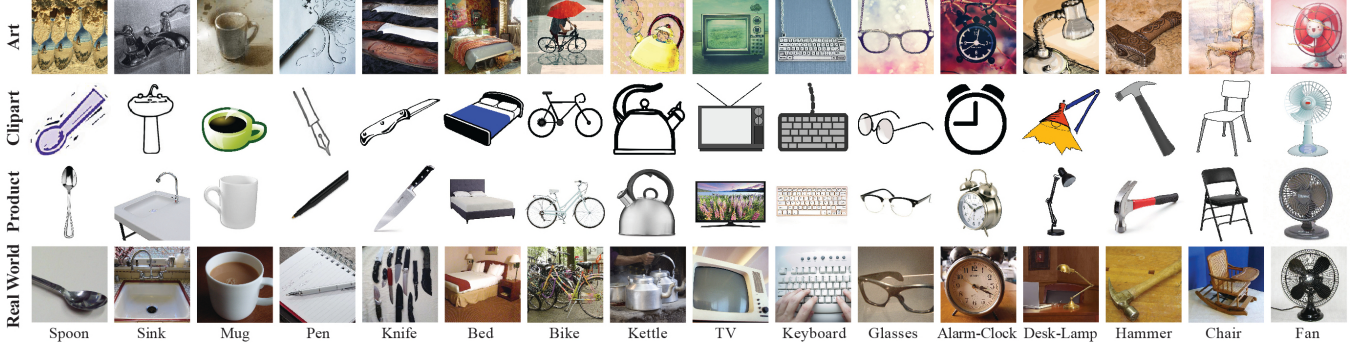 Art
Clipart
Product
Real World
Spoon Sink Mug Pen Knife Bed Bike Kettle TV Keyboard Glasses Alarm-Clock Desk-Lamp Hammer Chair Fan